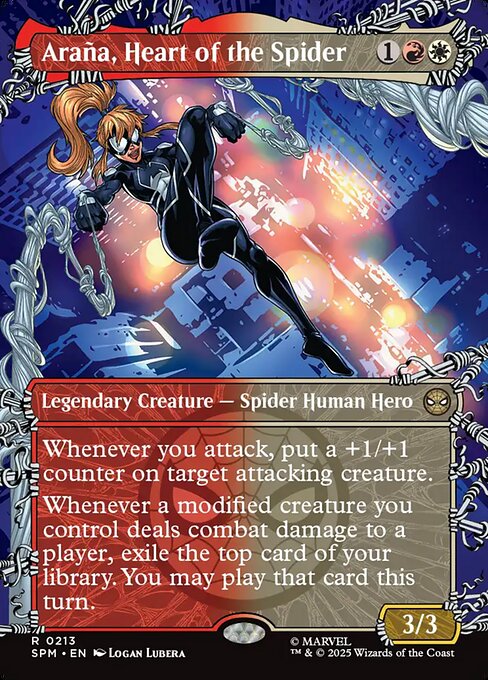 Araña, Heart of the Spider 1
Legendary Creature — Spider Human Hero
Whenever you attack, put a +1/+1
counter on target attacking creature.
Whenever a modified creature you
control deals combat damage to a
player, exile the top card of your
library. You may play that card this
turn.
3/3
R 0213
SPM • EN LOGAN LUBERA
© MARVEL
™ & © 2025 Wizards of the Coast